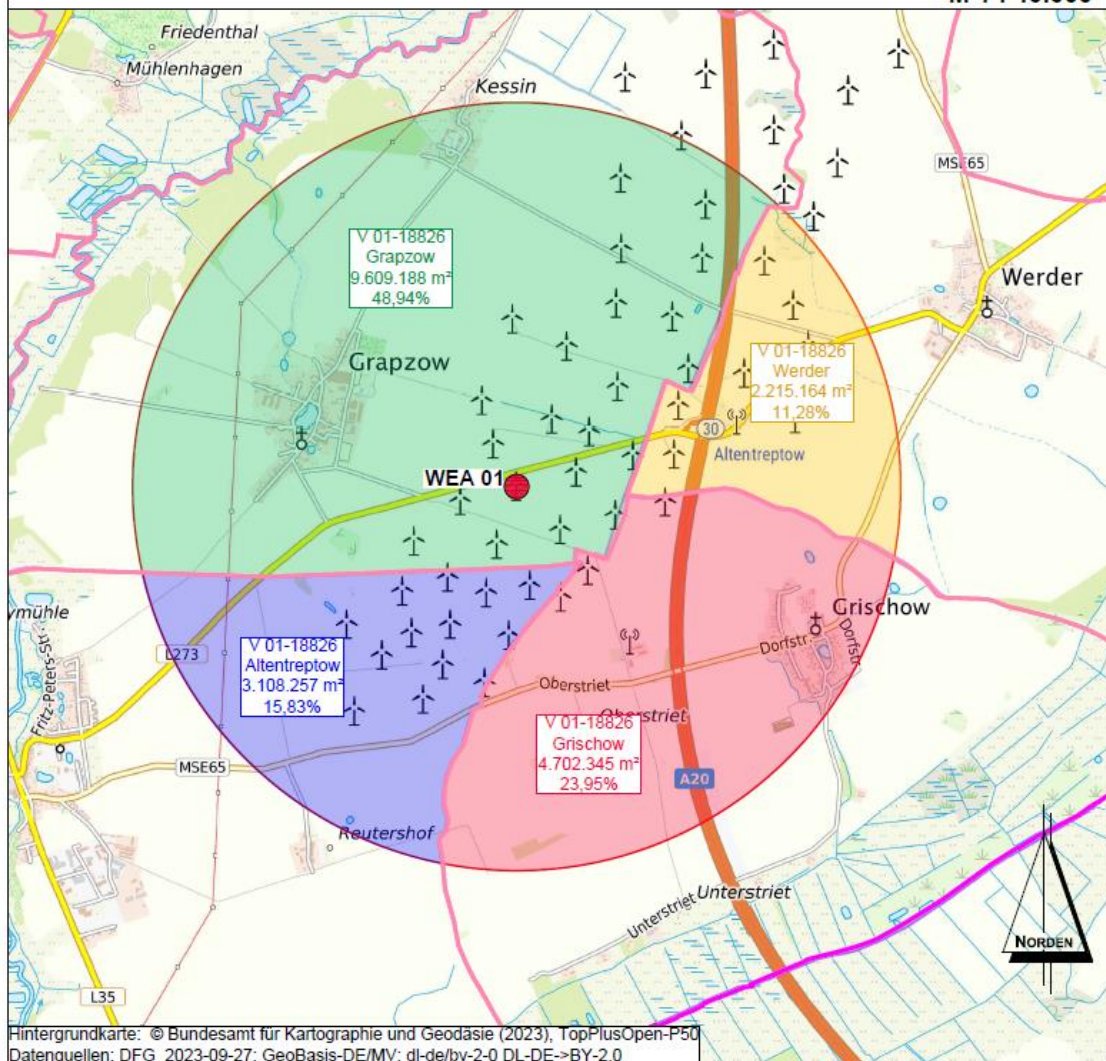 Friedenthal
Mühlenhagen
Kessin
MSE65
V 01-18826
Grapzow
9.609.188 m²
48,94%
Werder
V 01-18826
Werder
2.215.164 m²
11,28%
Grapzow
30
Altentreptow
WEA 01
Grischow
Dorfstr.
Dorfstr.
L273
V 01-18826
Altentreptow
3.108.257 m²
15,83%
Fritz-Peters-Str.
Oberstriet
Oberstriet
V 01-18826
Grischow
4.702.345 m²
23,95%
MSE65
A20
Reutershof
Unterstriet
Unterstriet
NORDEN
L35
Hintergrundkarte: © Bundesamt für Kartographie und Geodäsie (2023), TopPlusOpen-P50
Datenquellen: DFG_2023-09-27; GeoBasis-DE/MV; dl-de/by-2-0 DL-DE->BY-2.0